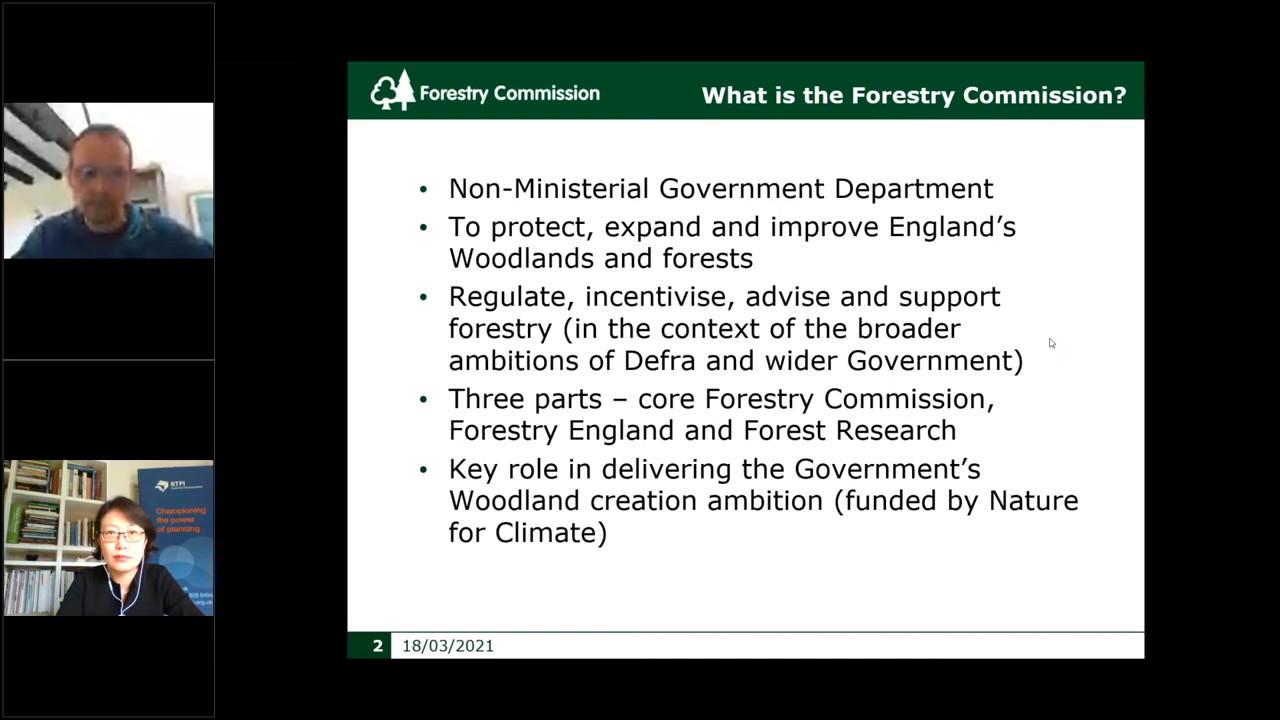 Forestry Commission
What is the Forestry Commission?
• Non-Ministerial Government Department
• To protect, expand and improve England's
Woodlands and forests
• Regulate, incentivise, advise and support
forestry (in the context of the broader
ambitions of Defra and wider Government)
• Three parts – core Forestry Commission,
Forestry England and Forest Research
• Key role in delivering the Government's
Woodland creation ambition (funded by Nature
for Climate)
2
18/03/2021
RTPI
Championing
the power
of planning